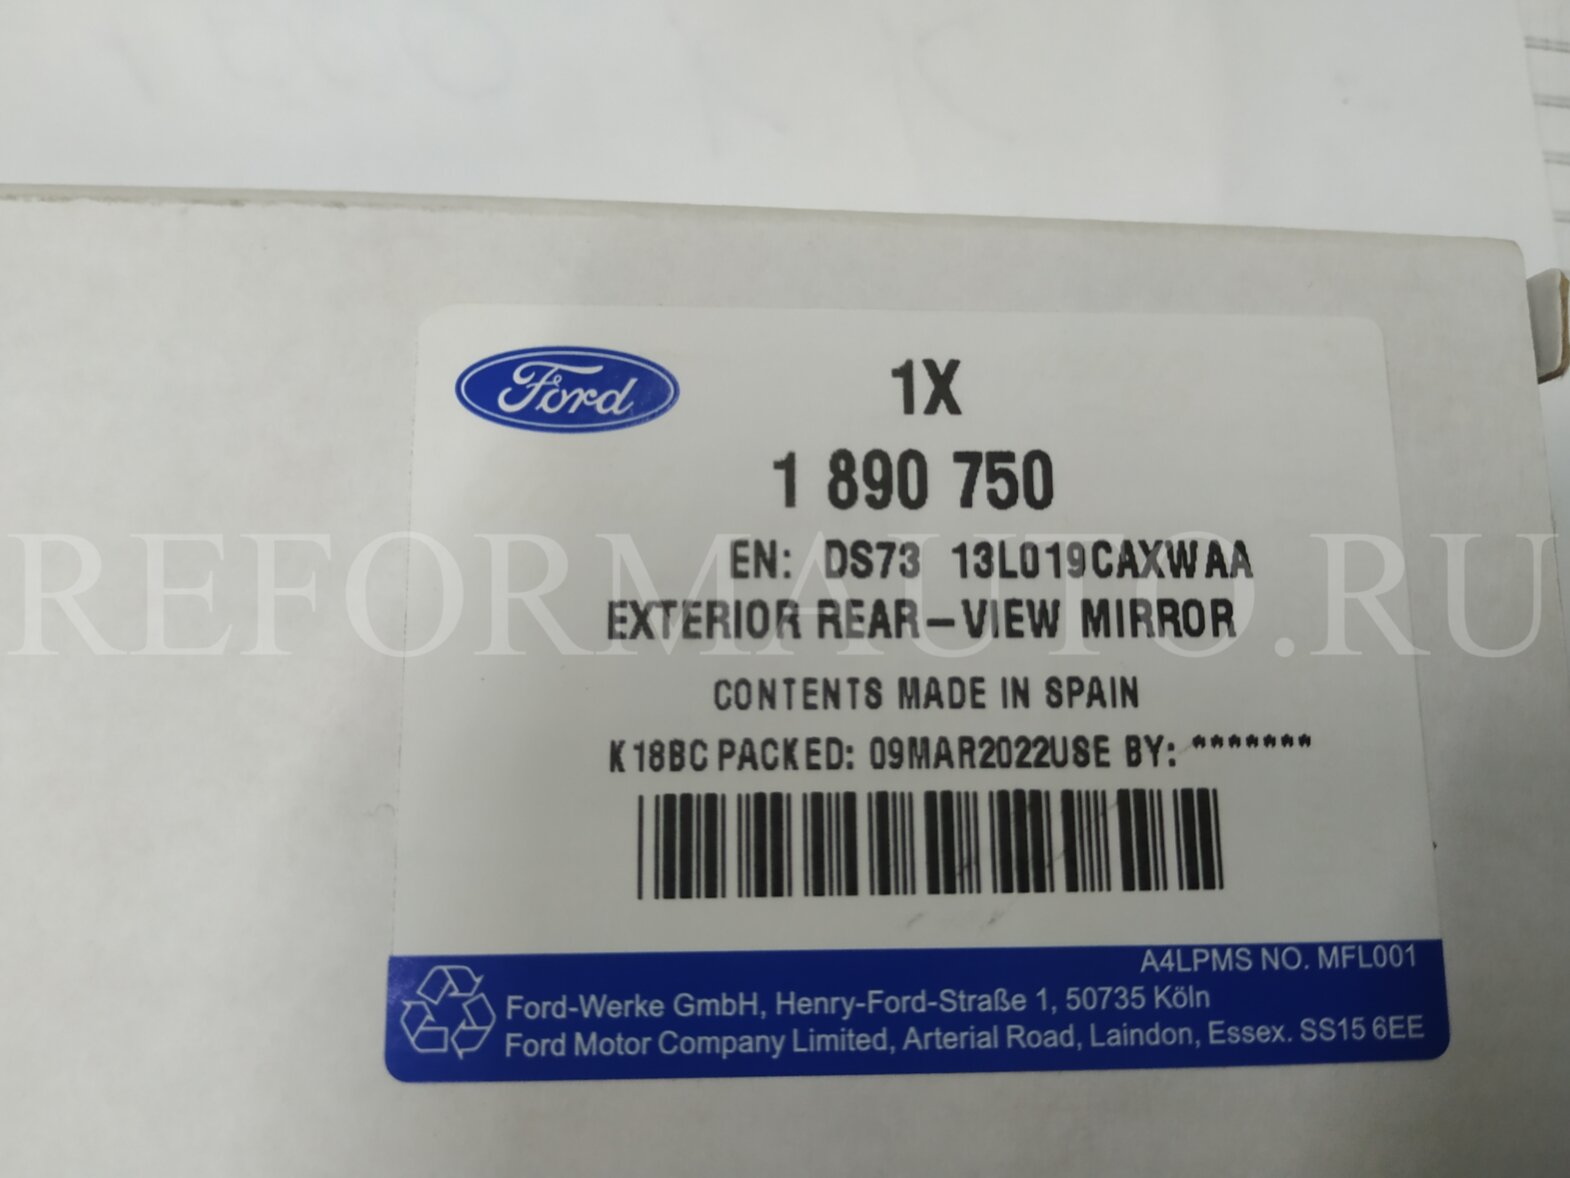 Ford
1X
1 890 750
EN: DS73 13L019CAXWAA
EXTERIOR REAR-VIEW MIRROR
REFORMAUTO.RU
CONTENTS MADE IN SPAIN
K18BC PACKED: 09MAR2022USE BY: *******
A4LPMS NO. MFL001
Ford-Werke GmbH, Henry-Ford-Straße 1, 50735 Köln
Ford Motor Company Limited, Arterial Road, Laindon, Essex. SS15 6EE